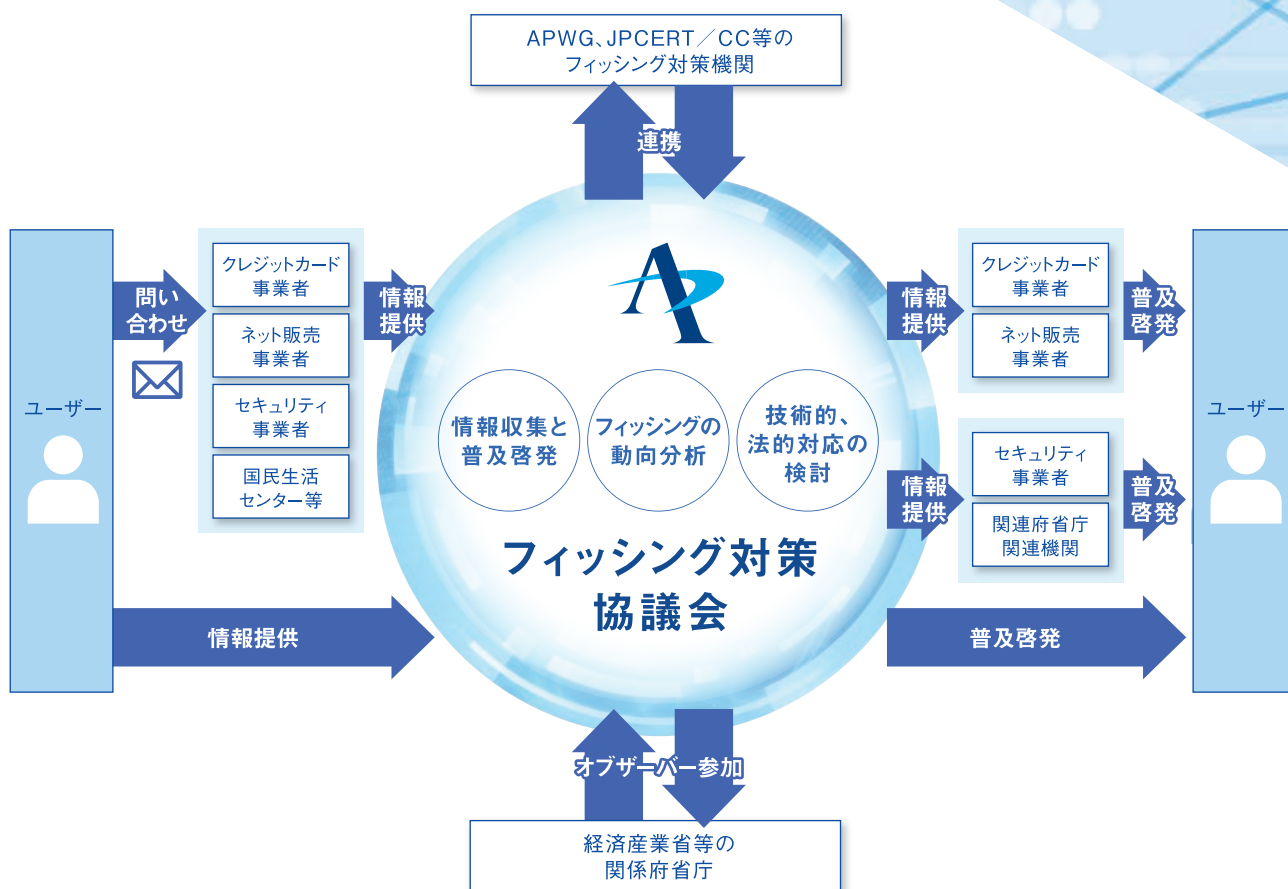 APWG、JPCERT／CC等の
フィッシング対策機関
連携
ユーザー
問い
合わせ
クレジットカード
事業者
ネット販売
事業者
セキュリティ
事業者
国民生活
センター等
情報
提供
情報提供
情報収集と
普及啓発
フィッシングの
動向分析
技術的、
法的対応の
検討
フィッシング対策
協議会
情報
提供
クレジットカード
事業者
ネット販売
事業者
普及
啓発
情報
提供
セキュリティ
事業者
関連府省庁
関連機関
普及
啓発
普及啓発
ユーザー
オブザーバー参加
経済産業省等の
関係府省庁